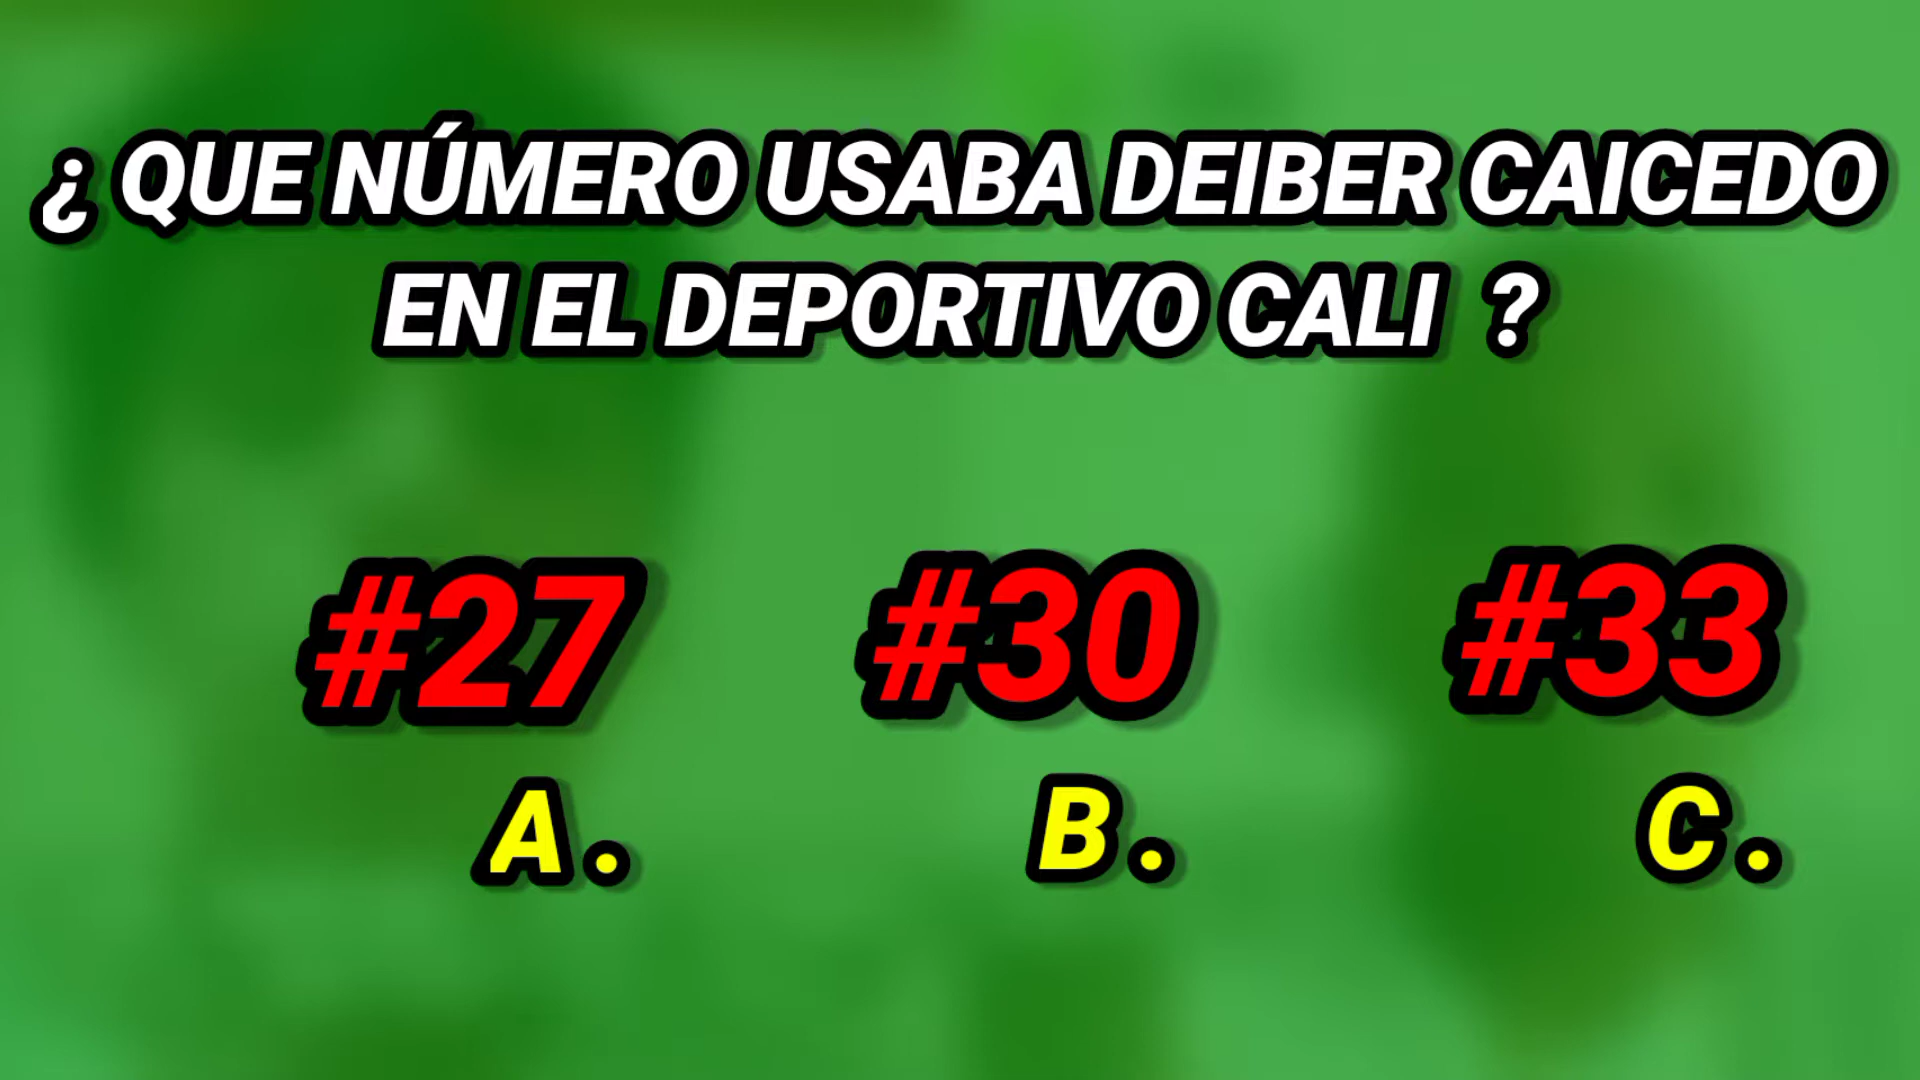 ¿ QUE NÚMERO USABA DEIBER CAICEDO
EN EL DEPORTIVO CALI ?
#27 #30 #33
A. B. C.